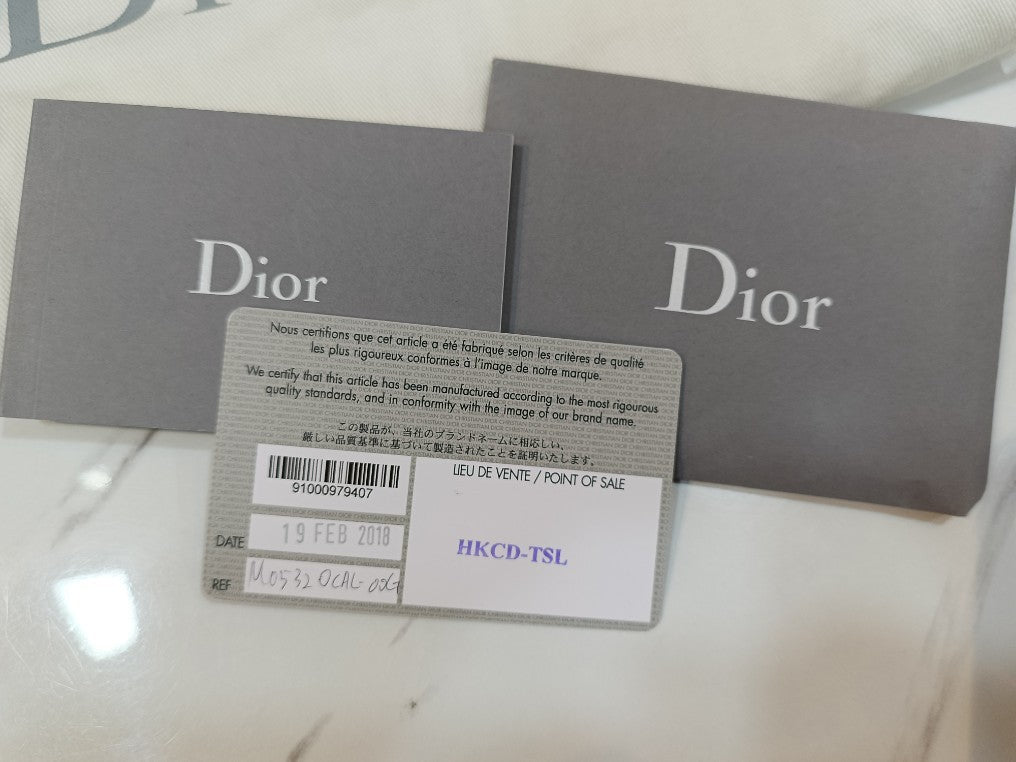 Di
Dior
Dior
Nous certifions que cet article a été fabriqué selon les critères de qualité
les plus rigoureux conformes à l'image de notre marque.
We certify that this article has been manufactured according to the most rigourous
quality standards, and in conformity with the image of our brand name.
この製品が、当社のブランドネームに相応しい、
厳しい品質基準に基づいて製造されたことを証明いたします。
91000979407
LIEU DE VENTE / POINT OF SALE
DATE 19 FEB 2018
HKCD-TSL
REF M0532 OCAL-